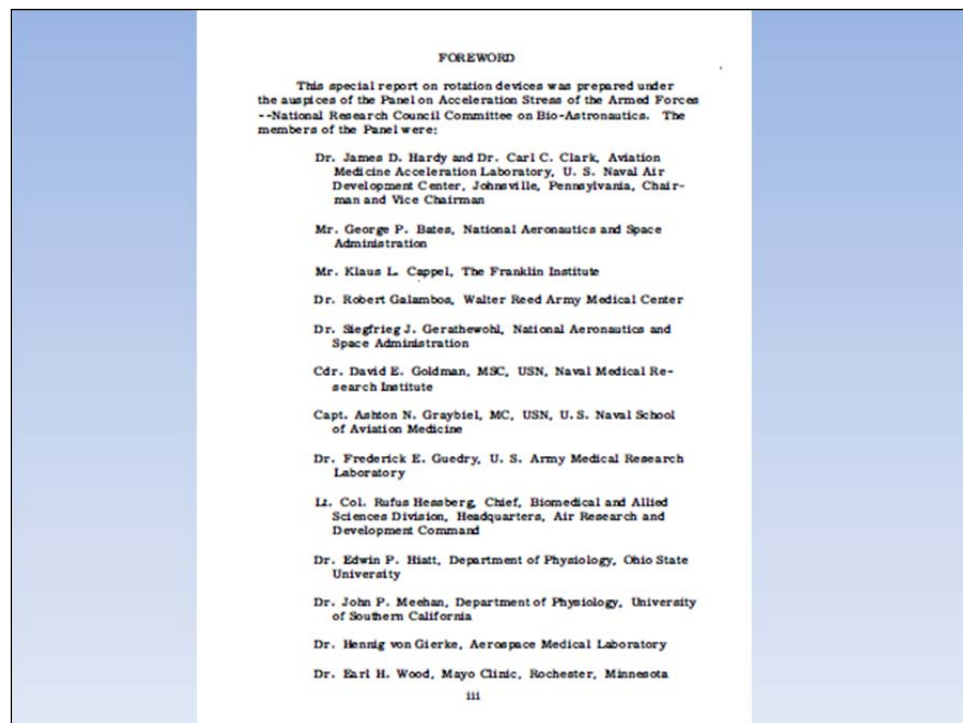 FOREWORD
This special report on rotation devices was prepared under
the auspices of the Panel on Acceleration Stress of the Armed Forces
--National Research Council Committee on Bio-Astronautics. The
members of the Panel were:
Dr. James D. Hardy and Dr. Carl C. Clark, Aviation
Medicine Acceleration Laboratory, U. S. Naval Air
Development Center, Johnsville, Pennsylvania, Chair-
man and Vice Chairman
Mr. George P. Bates, National Aeronautics and Space
Administration
Mr. Klaus L. Cappel, The Franklin Institute
Dr. Robert Galambos, Walter Reed Army Medical Center
Dr. Siegfried J. Gerathewohl, National Aeronautics and
Space Administration
Cdr. David E. Goldman, MSC, USN, Naval Medical Re-
search Institute
Capt. Ashton N. Graybiel, MC, USN, U. S. Naval School
of Aviation Medicine
Dr. Frederick E. Guedry, U. S. Army Medical Research
Laboratory
Lt. Col. Rufus Hessberg, Chief, Biomedical and Allied
Sciences Division, Headquarters, Air Research and
Development Command
Dr. Edwin P. Hiatt, Department of Physiology, Ohio State
University
Dr. John P. Meehan, Department of Physiology, University
of Southern California
Dr. Hennig von Gierke, Aerospace Medical Laboratory
Dr. Earl H. Wood, Mayo Clinic, Rochester, Minnesota
iii